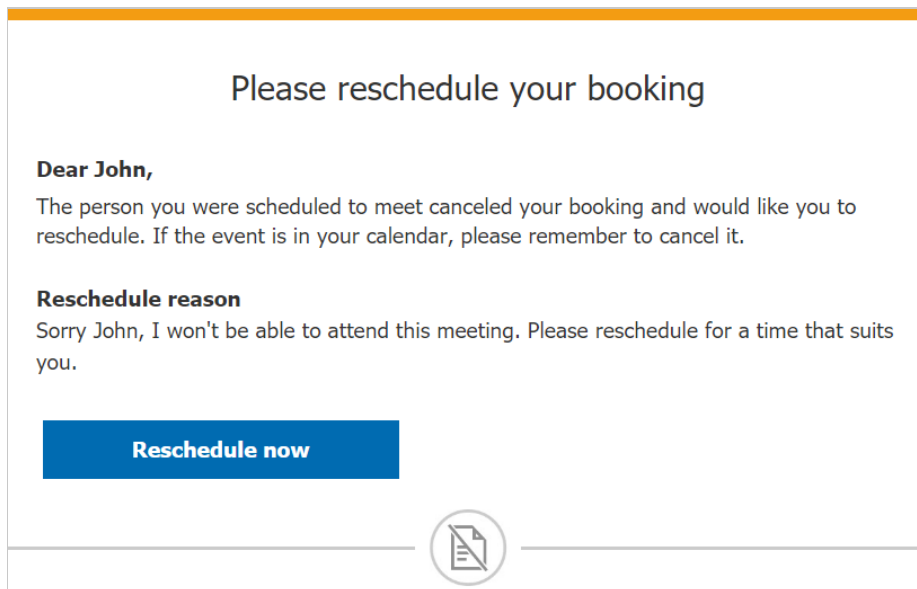 Please reschedule your booking
Dear John,
The person you were scheduled to meet canceled your booking and would like you to
reschedule. If the event is in your calendar, please remember to cancel it.
Reschedule reason
Sorry John, I won't be able to attend this meeting. Please reschedule for a time that suits
you.
Reschedule now